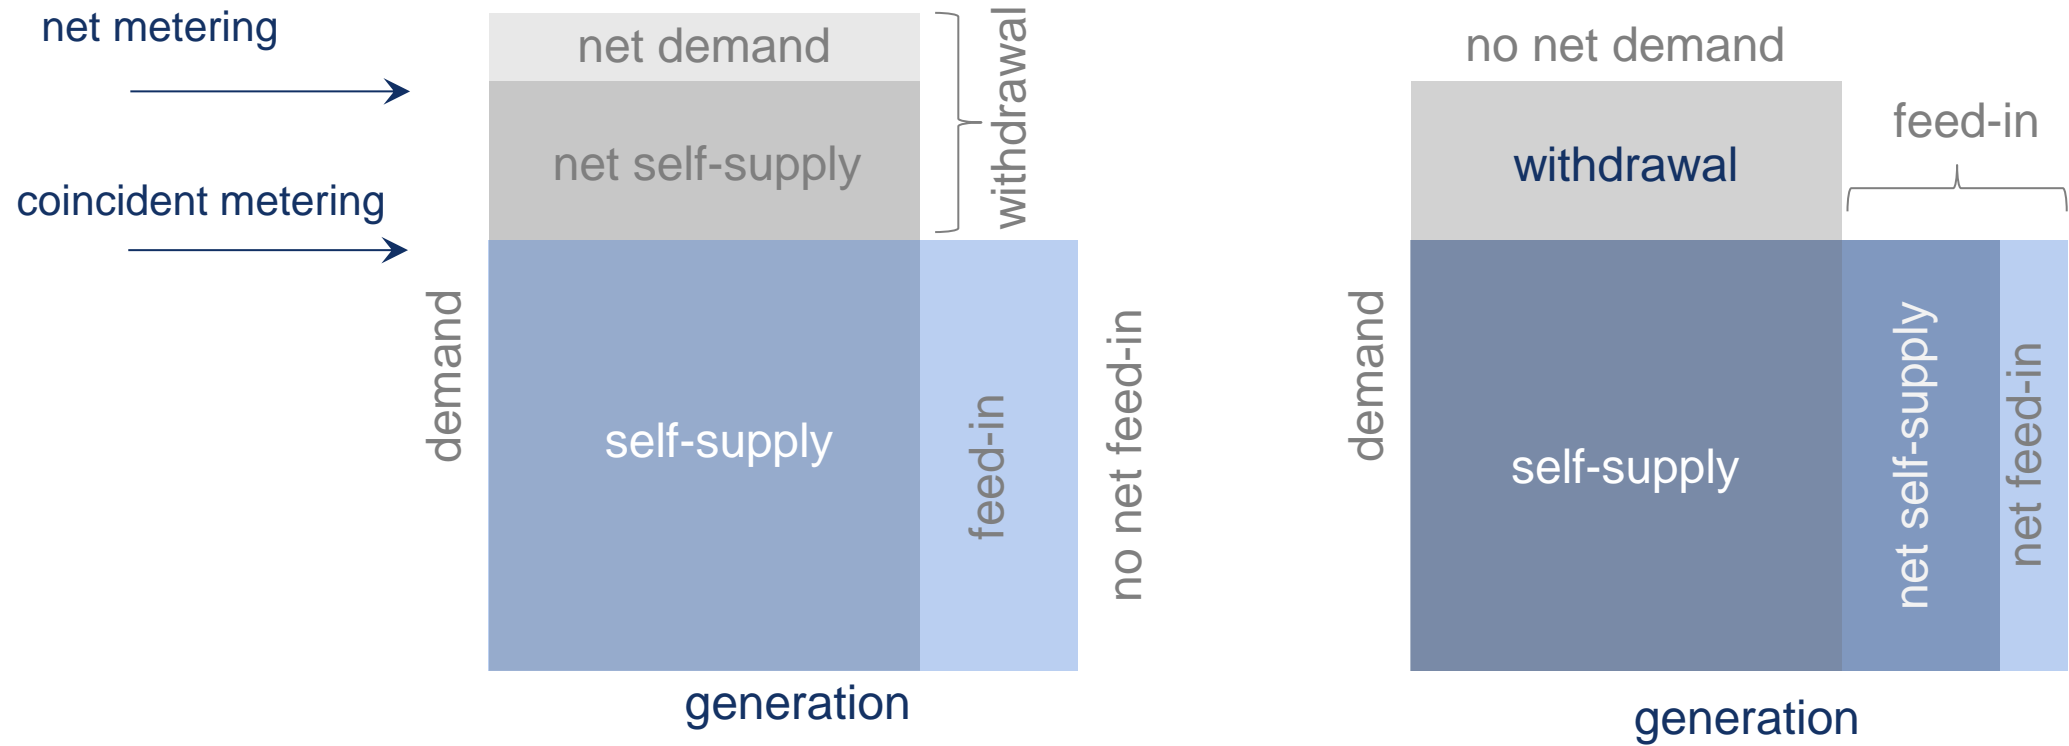 net metering
coincident metering
net demand
net self-supply
withdrawal
demand
self-supply
feed-in
no net feed-in
generation
no net demand
withdrawal
feed-in
demand
self-supply
net self-supply
net feed-in
generation